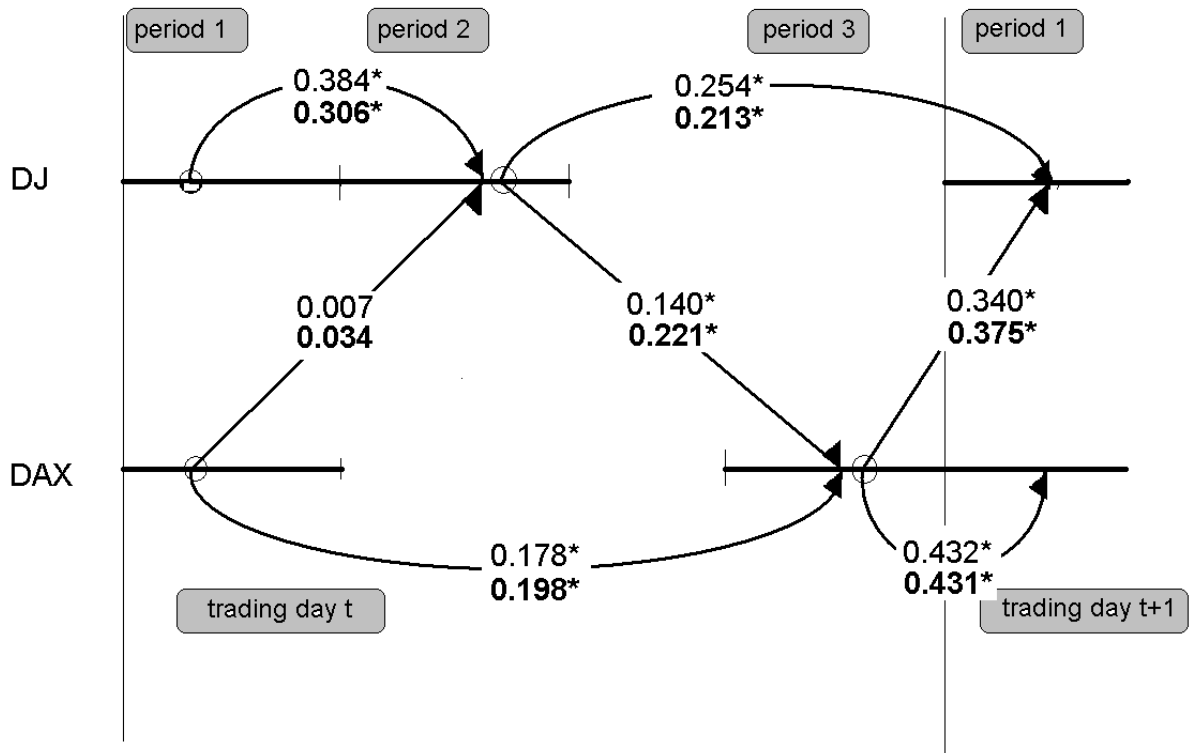 period 1
period 2
period 3
period 1
0.384*
0.306*
0.254*
0.213*
DJ
0.007
0.034
0.140*
0.221*
0.340*
0.375*
DAX
0.178*
0.198*
0.432*
0.431*
trading day t
trading day t+1